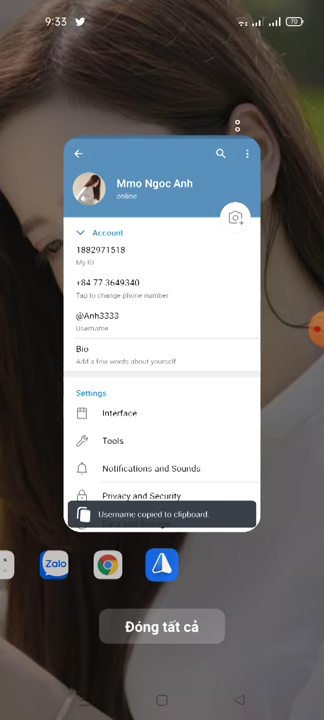 9:33
70
Mmo Ngoc Anh
online
Account
1882971518
My ID
+84 77 3649340
Tap to change phone number
@Anh3333
Username
Bio
Add a few words about yourself
Settings
Interface
Tools
Notifications and Sounds
Privacy and Security
Username copied to clipboard.
Zalo
Đóng tất cả